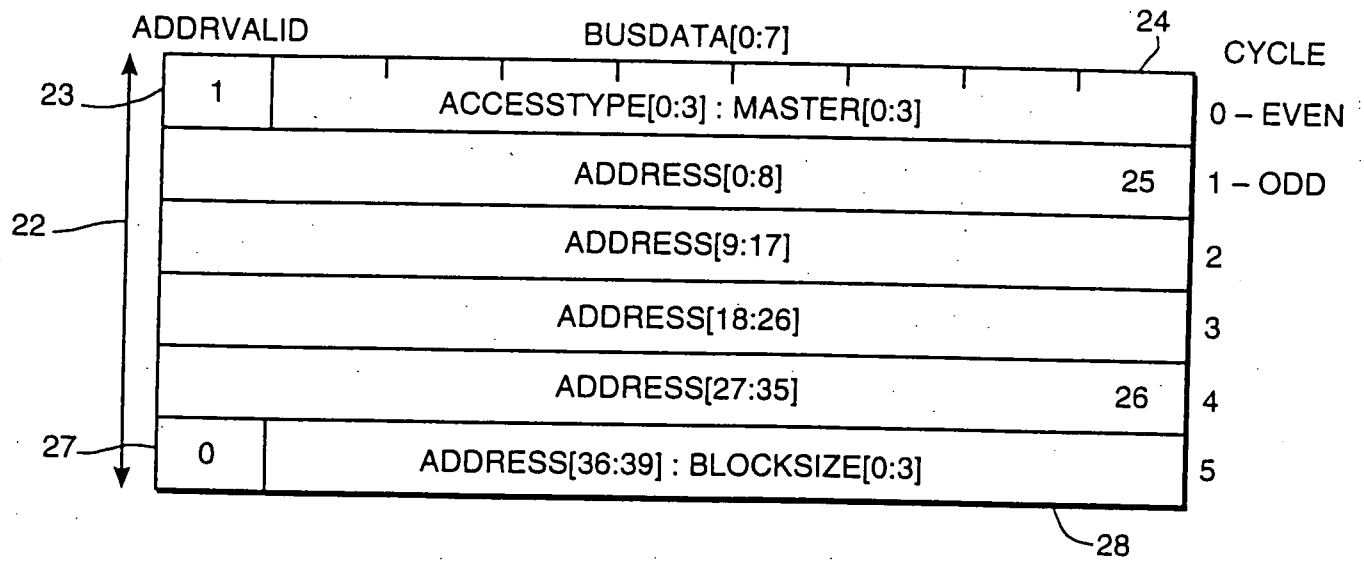 ADDRVALID BUSDATA[0:7] 24 CYCLE
23 1 ACCESSTYPE[0:3] : MASTER[0:3] 0 – EVEN
ADDRESS[0:8] 25 1 – ODD
22 ADDRESS[9:17] 2
ADDRESS[18:26] 3
ADDRESS[27:35] 26 4
27 0 ADDRESS[36:39] : BLOCKSIZE[0:3] 5
28